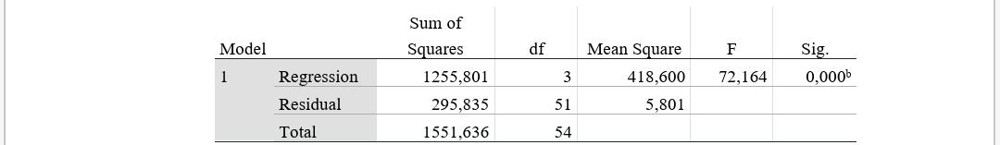 Sum of
Model Squares df Mean Square F Sig.
1 Regression 1255,801 3 418,600 72,164 0,000ᵇ
Residual 295,835 51 5,801
Total 1551,636 54